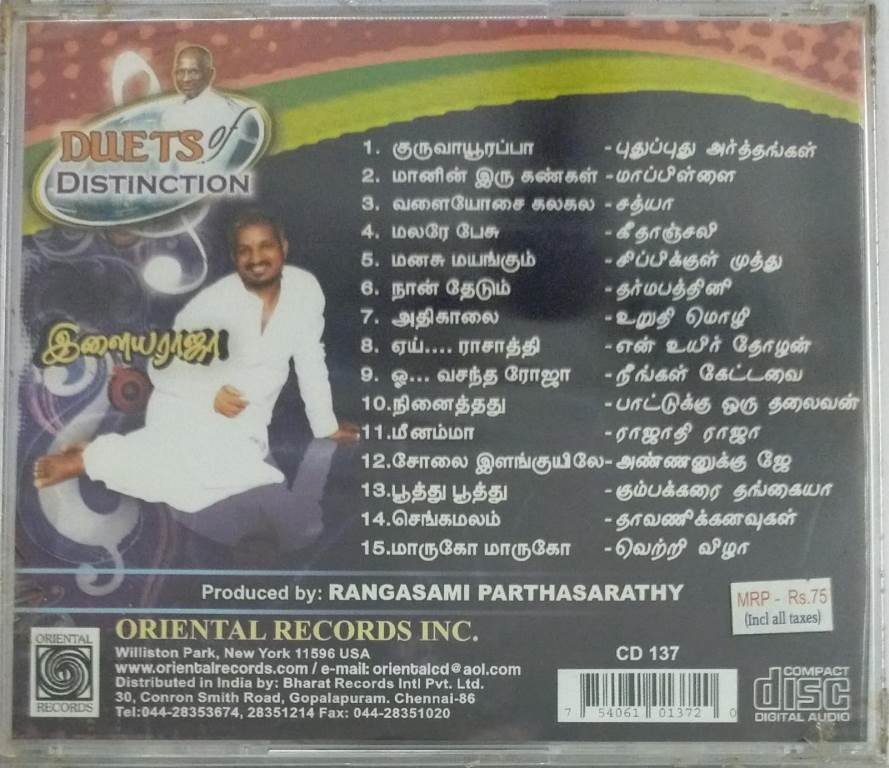 DUETS of
DISTINCTION
இளையராஜா
1. குருவாயூரப்பா - புதுப்புது அர்த்தங்கள்
2. மானின் இரு கண்கள் - மாப்பிள்ளை
3. வளையோசை கலகல - சத்யா
4. மலரே பேசு - கீதாஞ்சலி
5. மனசு மயங்கும் - சிப்பிக்குள் முத்து
6. நான் தேடும் - தர்மபத்தினி
7. அதிகாலை - உறுதி மொழி
8. ஏய்.... ராசாத்தி - என் உயிர் தோழன்
9. ஓ... வசந்த ரோஜா - நீங்கள் கேட்டவை
10.நினைத்தது - பாட்டுக்கு ஒரு தலைவன்
11.மீனம்மா - ராஜாதி ராஜா
12.சோலை இளங்குயிலே - அண்ணனுக்கு ஜே
13.பூத்து பூத்து - கும்பக்கரை தங்கையா
14.செங்கமலம் - தாவணிக்கனவுகள்
15.மாருகோ மாருகோ - வெற்றி விழா
Produced by: RANGASAMI PARTHASARATHY
MRP - Rs.75
(Incl all taxes)
ORIENTAL
RECORDS
ORIENTAL RECORDS INC.
Williston Park, New York 11596 USA
www.orientalrecords.com / e-mail: orientalcd@aol.com
Distributed in India by: Bharat Records Intl Pvt. Ltd.
30, Conron Smith Road, Gopalapuram. Chennai-86
Tel:044-28353674, 28351214 Fax: 044-28351020
CD 137
7 54061 01372 0
COMPACT
disc
DIGITAL AUDIO